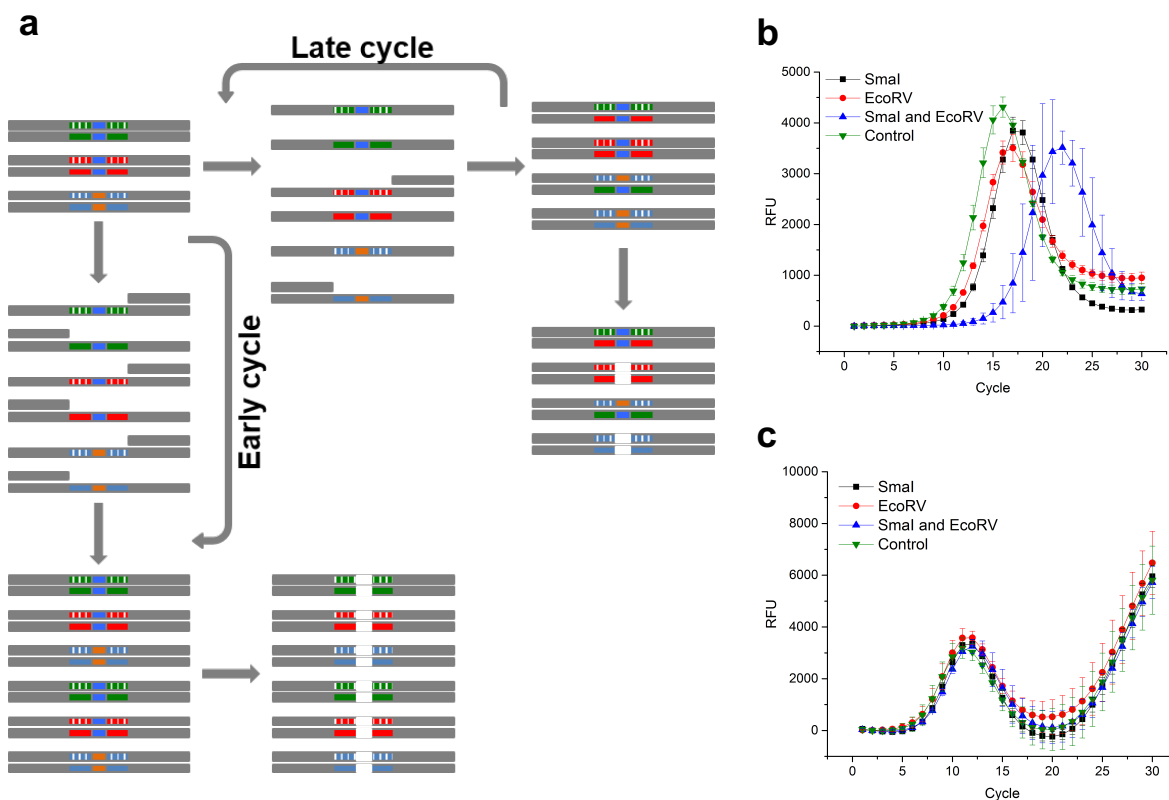 a
Late cycle
Early cycle
b
SmaI
EcoRV
SmaI and EcoRV
Control
5000
4000
3000
2000
1000
0
RFU
0 5 10 15 20 25 30
Cycle
c
SmaI
EcoRV
SmaI and EcoRV
Control
10000
8000
6000
4000
2000
0
RFU
0 5 10 15 20 25 30
Cycle